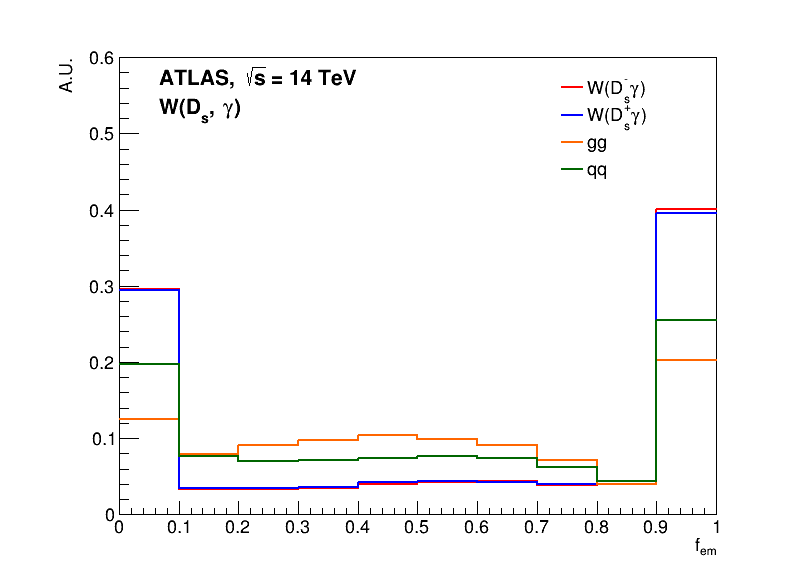 A.U.
ATLAS, √s = 14 TeV
W(Dₛ, γ)
W(Dₛ⁻γ)
W(Dₛ⁺γ)
gg
qq
0.6
0.5
0.4
0.3
0.2
0.1
0
0 0.1 0.2 0.3 0.4 0.5 0.6 0.7 0.8 0.9 1
fₑₘ